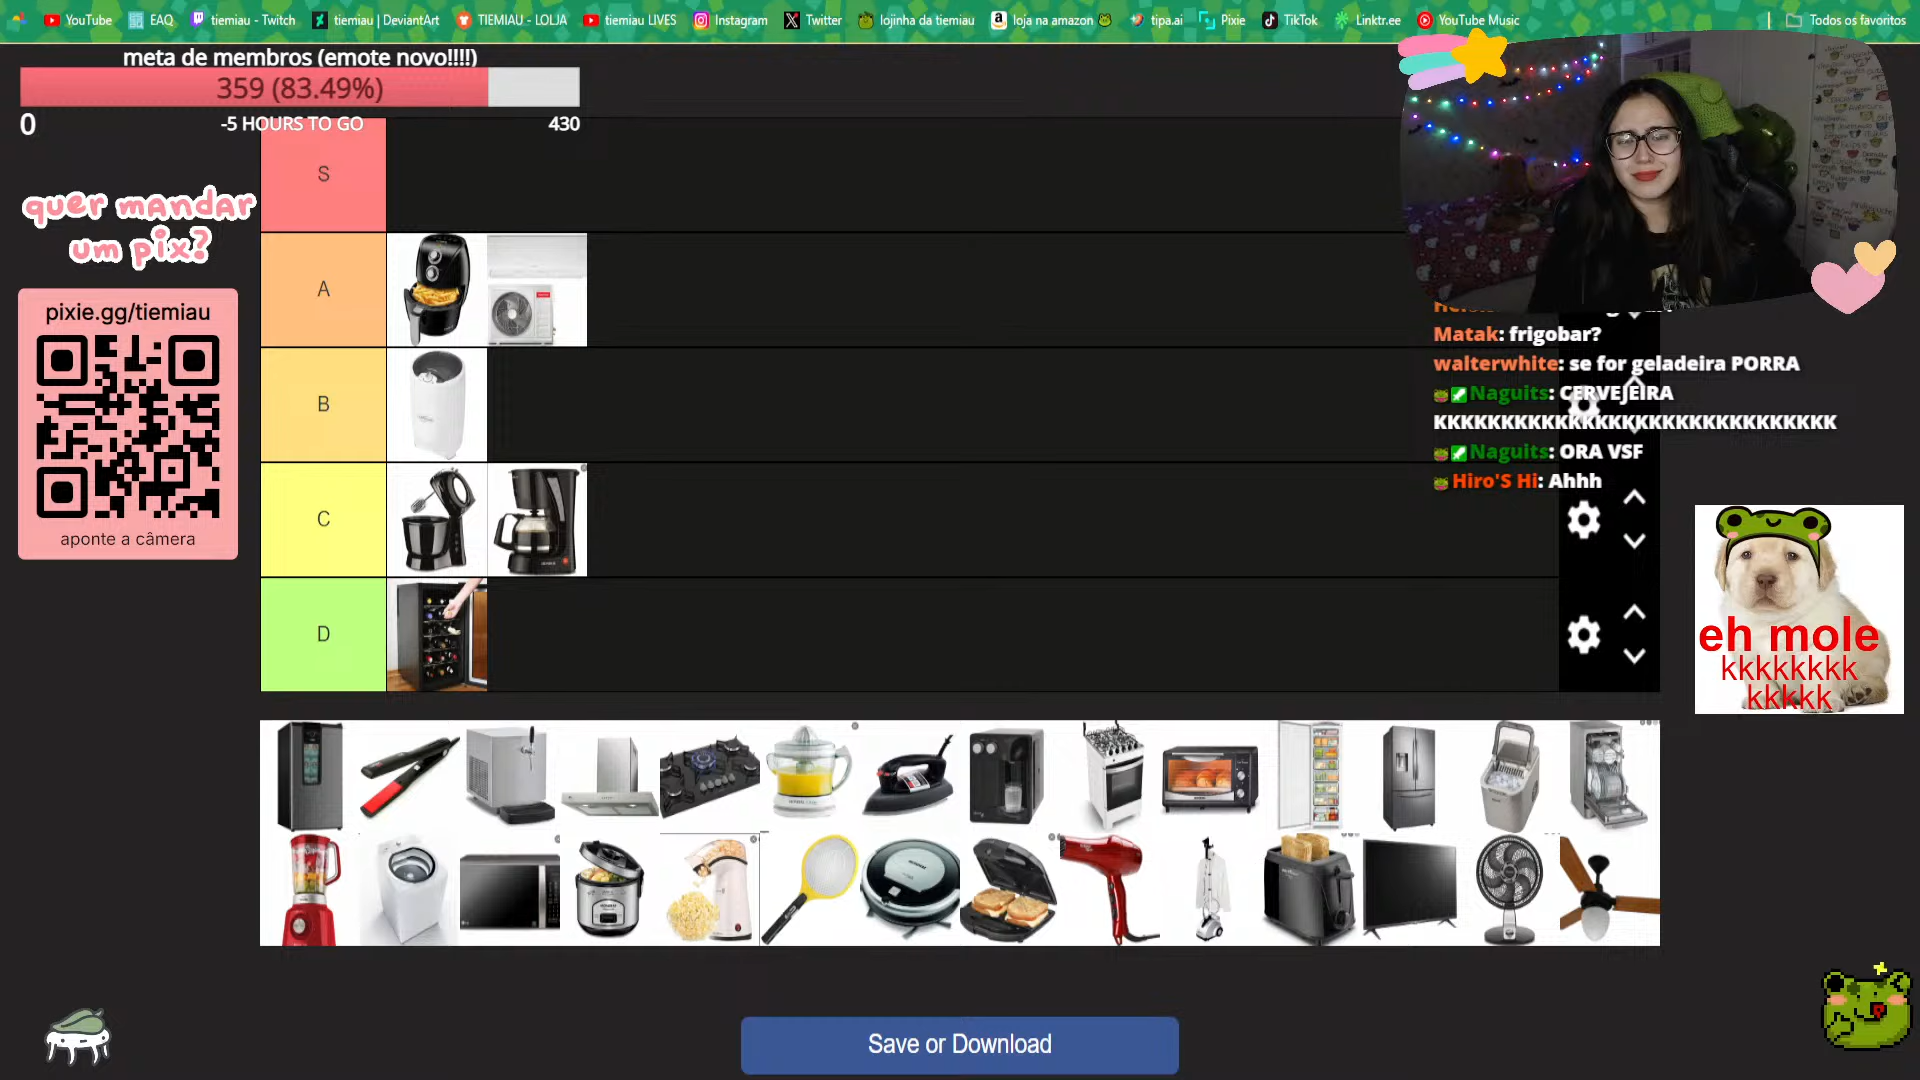 YouTube EAQ tiemiau - Twitch tiemiau | DeviantArt TIEMIAU - LOLJA tiemiau LIVES Instagram Twitter lojinha da tiemiau loja na amazon tipa.ai Pixie TikTok Linktr.ee YouTube Music Todos os favoritos
meta de membros (emote novo!!!!)
359 (83.49%)
0 -5 HOURS TO GO 430
quer mandar
um pix?
pixie.gg/tiemiau
aponte a câmera
S
A
B
C
D
Matak: frigobar?
walterwhite: se for geladeira PORRA
Naguits: CERVEJEIRA
KKKKKKKKKKKKKKKKKKKKKKKKKKKKKK
Naguits: ORA VSF
Hiro'S Hi: Ahhh
eh mole
kkkkkkkk
kkkkk
Save or Download